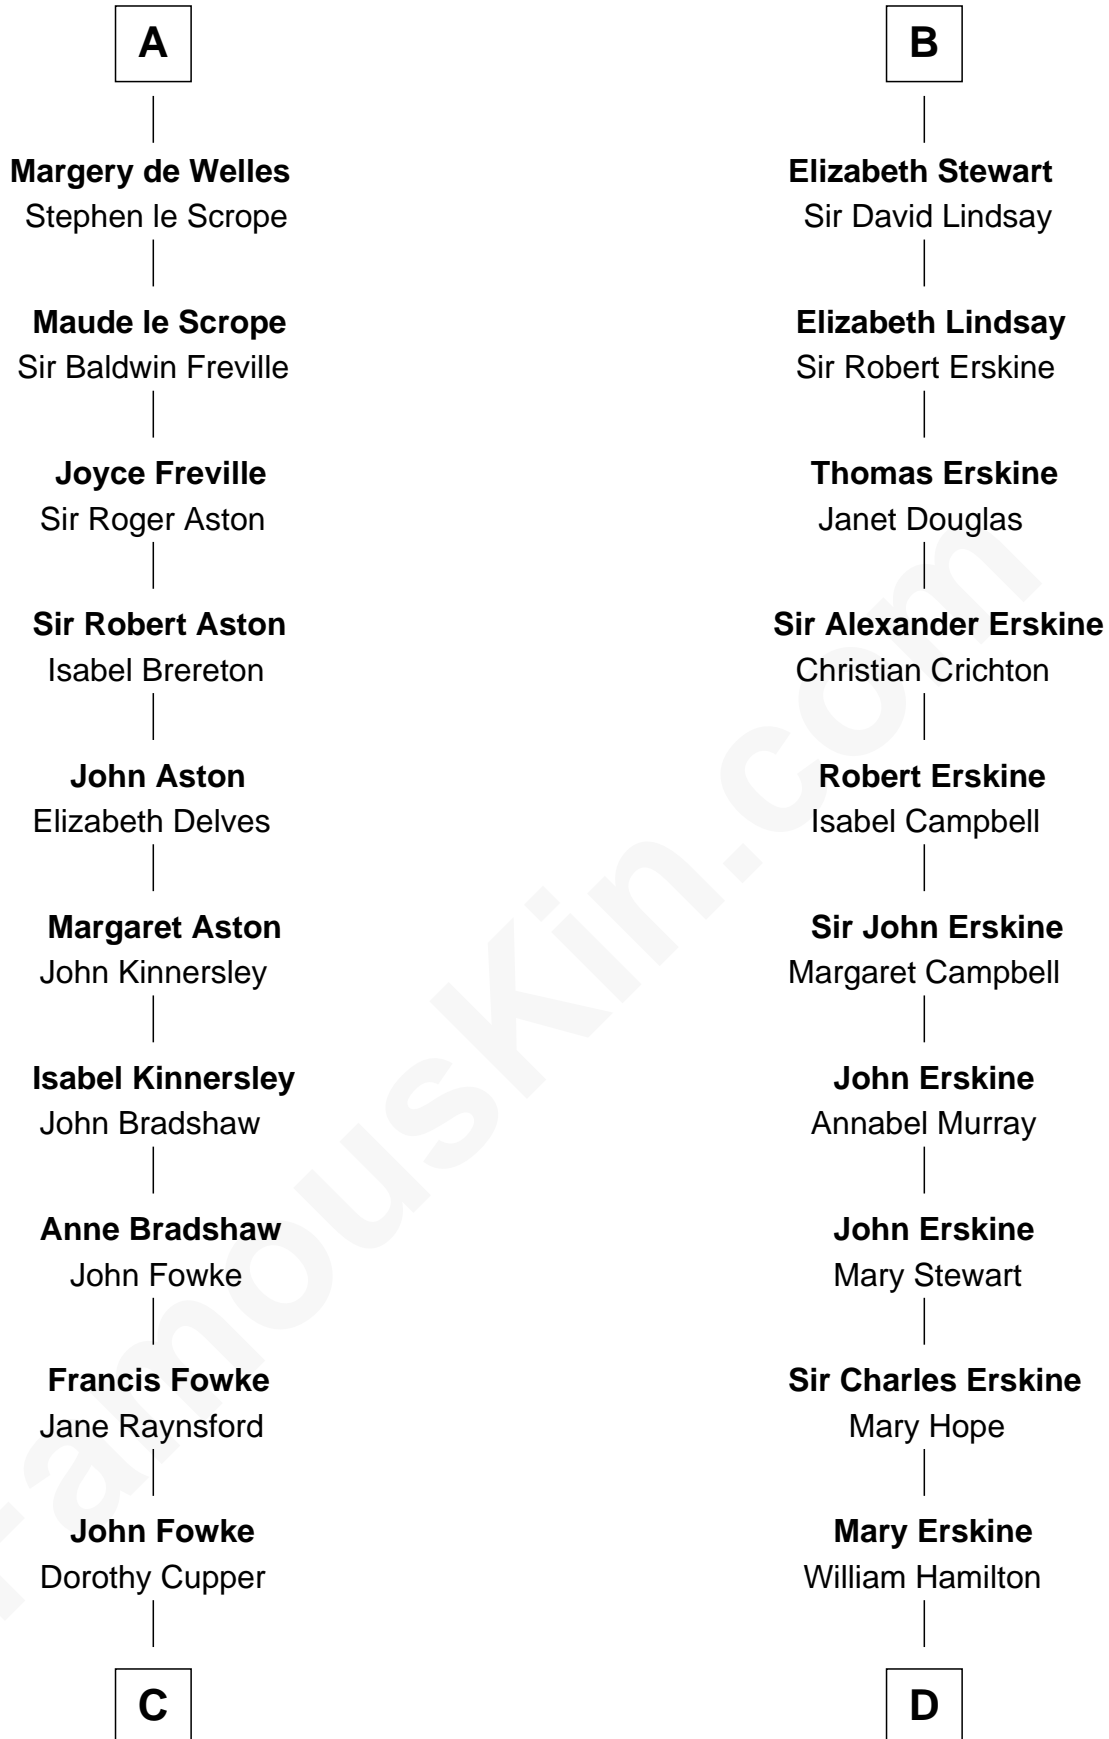 A
Margery de Welles
Stephen le Scrope
Maude le Scrope
Sir Baldwin Freville
Joyce Freville
Sir Roger Aston
Sir Robert Aston
Isabel Brereton
John Aston
Elizabeth Delves
Margaret Aston
John Kinnersley
Isabel Kinnersley
John Bradshaw
Anne Bradshaw
John Fowke
Francis Fowke
Jane Raynsford
John Fowke
Dorothy Cupper
C
B
Elizabeth Stewart
Sir David Lindsay
Elizabeth Lindsay
Sir Robert Erskine
Thomas Erskine
Janet Douglas
Sir Alexander Erskine
Christian Crichton
Robert Erskine
Isabel Campbell
Sir John Erskine
Margaret Campbell
John Erskine
Annabel Murray
John Erskine
Mary Stewart
Sir Charles Erskine
Mary Hope
Mary Erskine
William Hamilton
D
FamousKin.com